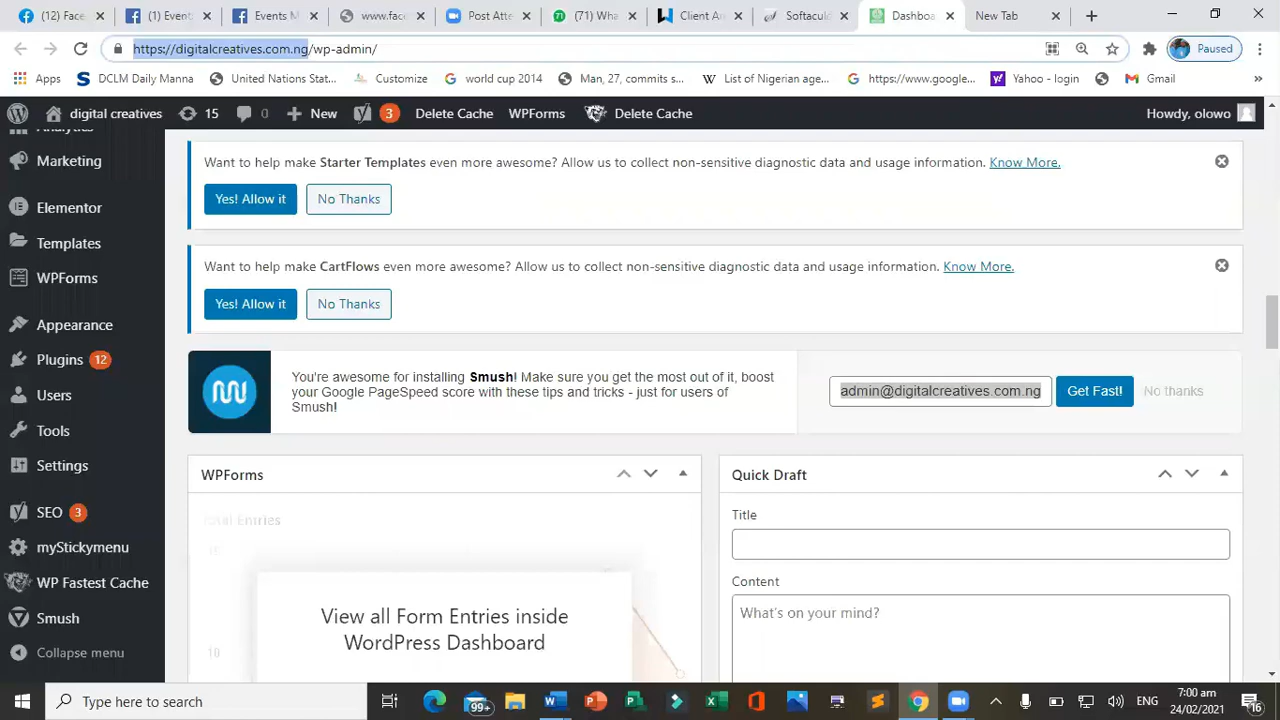 (12) Face
(1) Event
Events M
www.face
Post Atte
(71) Wha
Client Ar
Softacul
Dashboa
New Tab
https://digitalcreatives.com.ng/wp-admin/
Paused
Apps
DCLM Daily Manna
United Nations Stat...
Customize
world cup 2014
Man, 27, commits s...
List of Nigerian age...
https://www.google...
Yahoo - login
Gmail
digital creatives
15
0
New
3
Delete Cache
WPForms
Delete Cache
Howdy, olowo
Analytics
Marketing
Elementor
Templates
WPForms
Appearance
Plugins 12
Users
Tools
Settings
SEO 3
myStickymenu
WP Fastest Cache
Smush
Collapse menu
Want to help make Starter Templates even more awesome? Allow us to collect non-sensitive diagnostic data and usage information. Know More.
Yes! Allow it
No Thanks
Want to help make CartFlows even more awesome? Allow us to collect non-sensitive diagnostic data and usage information. Know More.
Yes! Allow it
No Thanks
You're awesome for installing Smush! Make sure you get the most out of it, boost
your Google PageSpeed score with these tips and tricks - just for users of
Smush!
admin@digitalcreatives.com.ng
Get Fast!
No thanks
WPForms
Total Entries
10
View all Form Entries inside
WordPress Dashboard
Quick Draft
Title
Content
What's on your mind?
Type here to search
99+
ENG
7:00 am
24/02/2021
16